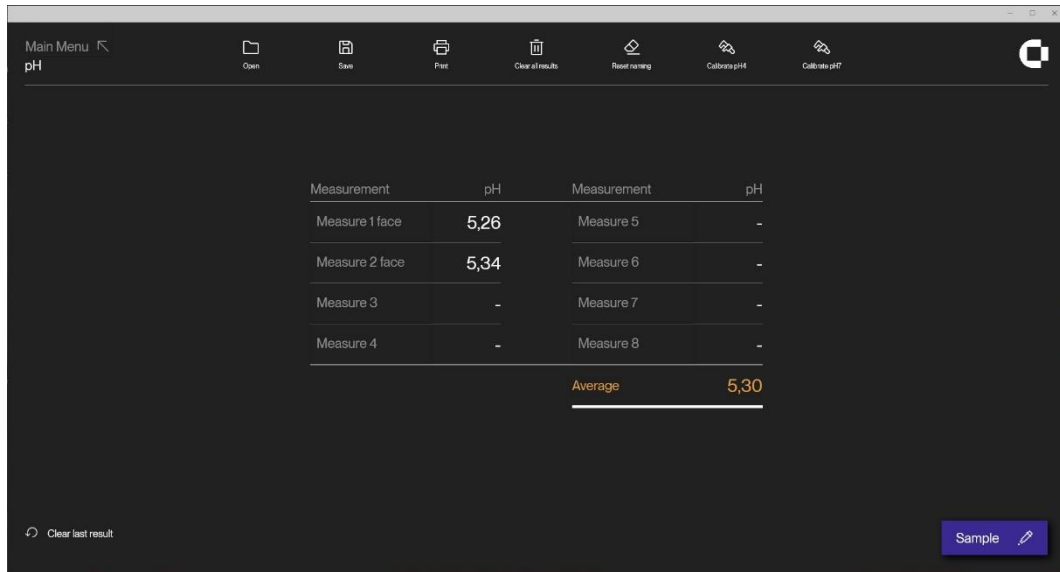 Main Menu
pH
Open
Save
Print
Clear all results
Reset naming
Calibrate pH4
Calibrate pH7
Measurement pH
Measure 1 face 5,26
Measure 2 face 5,34
Measure 3 -
Measure 4 -
Measurement pH
Measure 5 -
Measure 6 -
Measure 7 -
Measure 8 -
Average 5,30
Clear last result
Sample